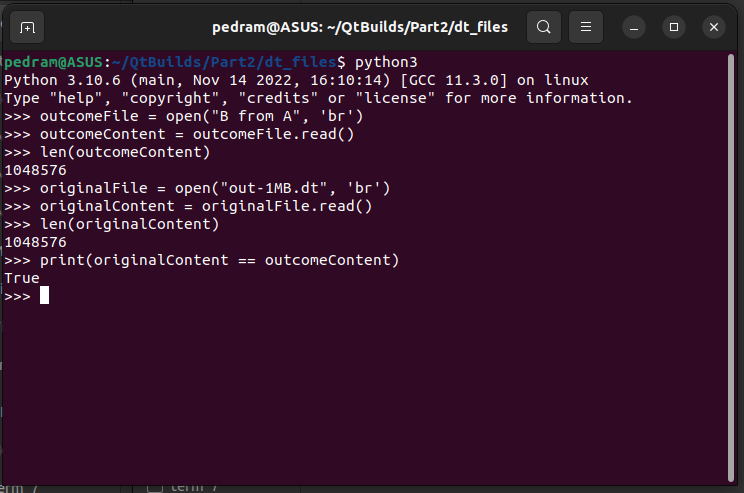 pedram@ASUS: ~/QtBuilds/Part2/dt_files
pedram@ASUS:~/QtBuilds/Part2/dt_files$ python3
Python 3.10.6 (main, Nov 14 2022, 16:10:14) [GCC 11.3.0] on linux
Type "help", "copyright", "credits" or "license" for more information.
>>> outcomeFile = open("B from A", 'br')
>>> outcomeContent = outcomeFile.read()
>>> len(outcomeContent)
1048576
>>> originalFile = open("out-1MB.dt", 'br')
>>> originalContent = originalFile.read()
>>> len(originalContent)
1048576
>>> print(originalContent == outcomeContent)
True
>>>